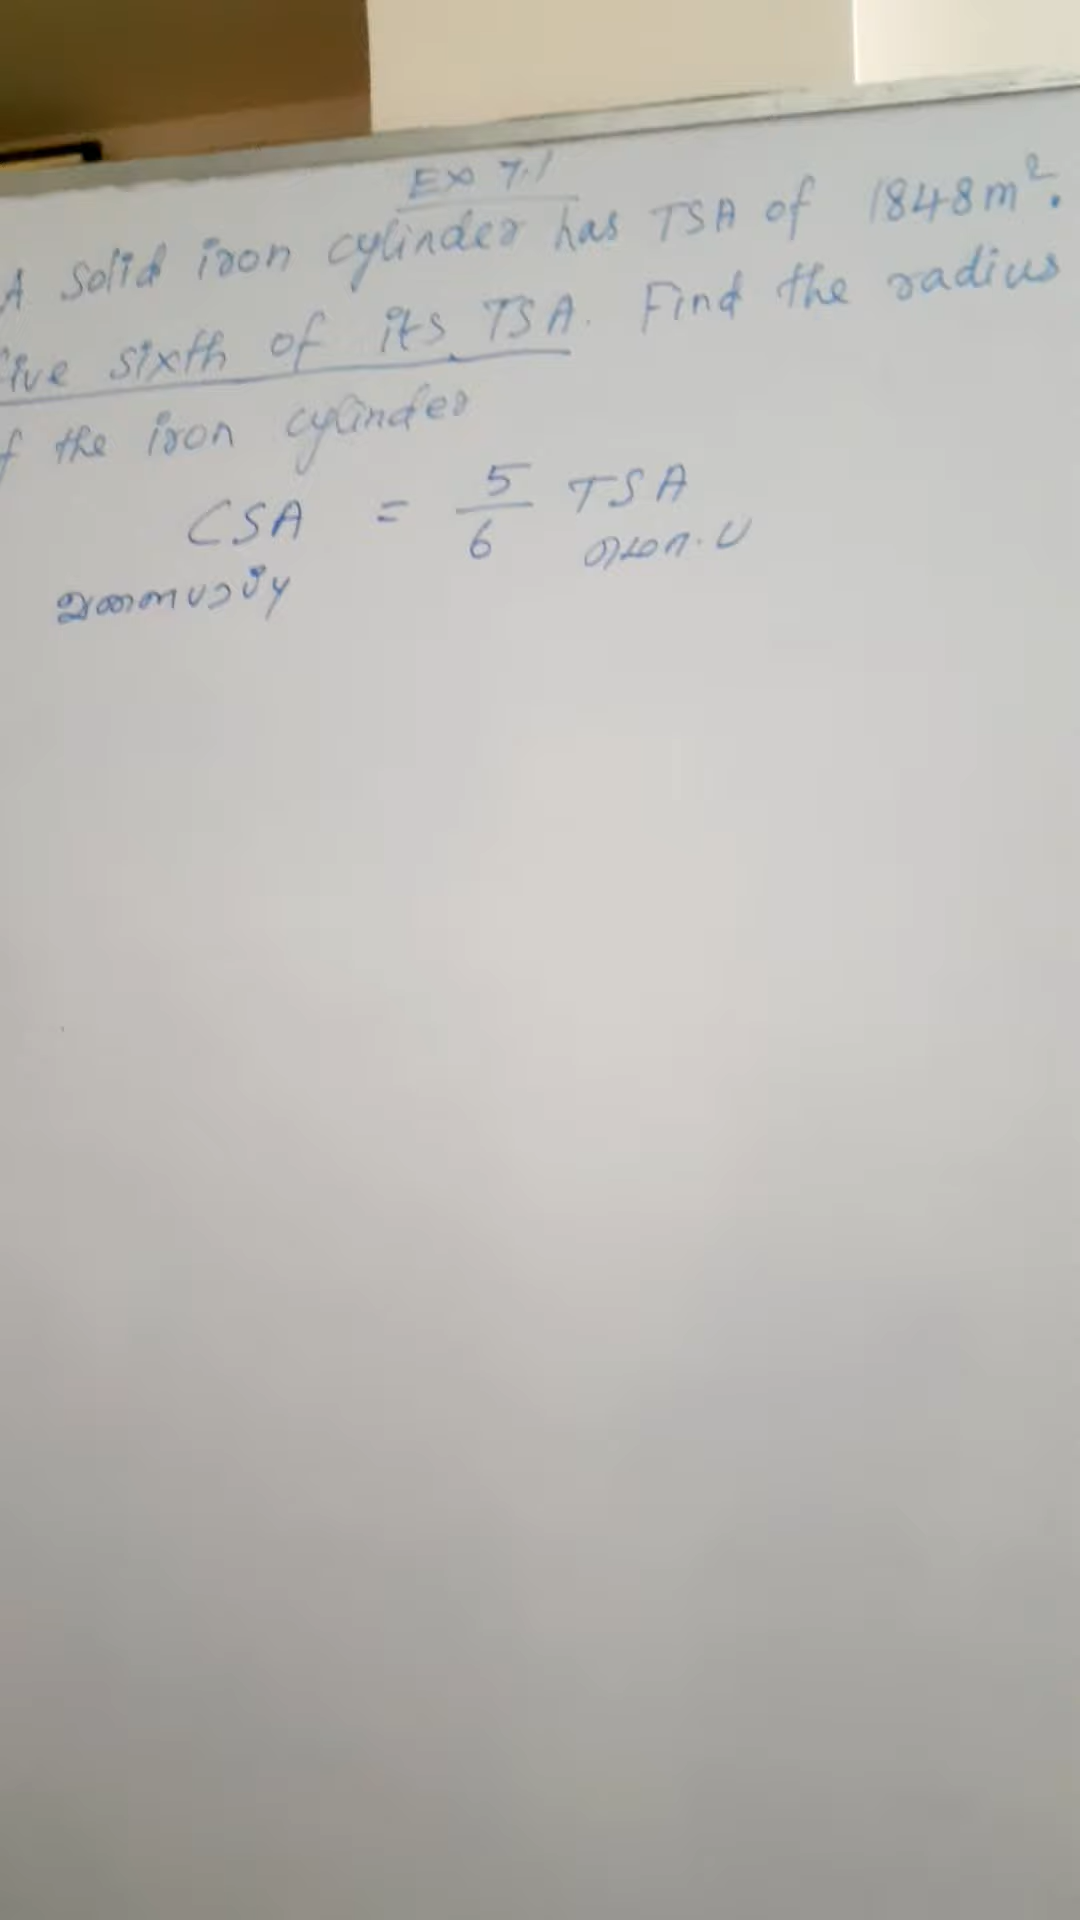 Ex 7.1
A solid iron cylinder has TSA of 1848m².
five sixth of its TSA. Find the radius
f the iron cylinder
CSA = 5/6 TSA